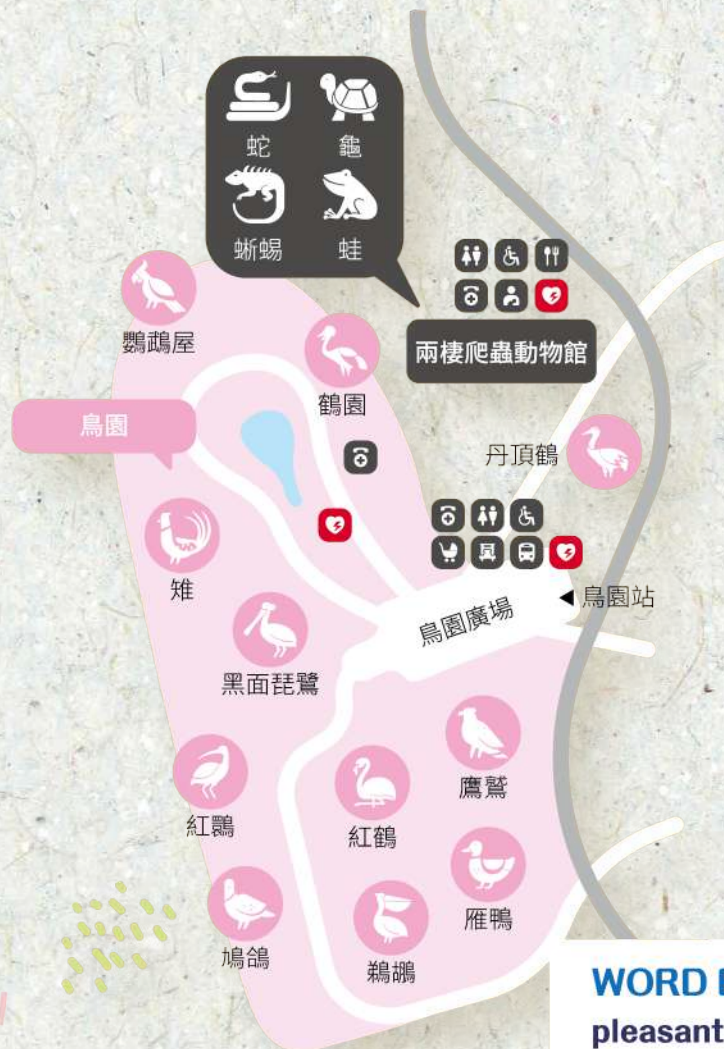 蛇
龜
蜥蜴
蛙
兩棲爬蟲動物館
鸚鵡屋
鶴園
鳥園
丹頂鶴
雉
◀鳥園站
鳥園廣場
黑面琵鷺
鷹鷲
紅䴉
紅鶴
雁鴨
鳩鴿
鵜鶘
WORD
pleasant